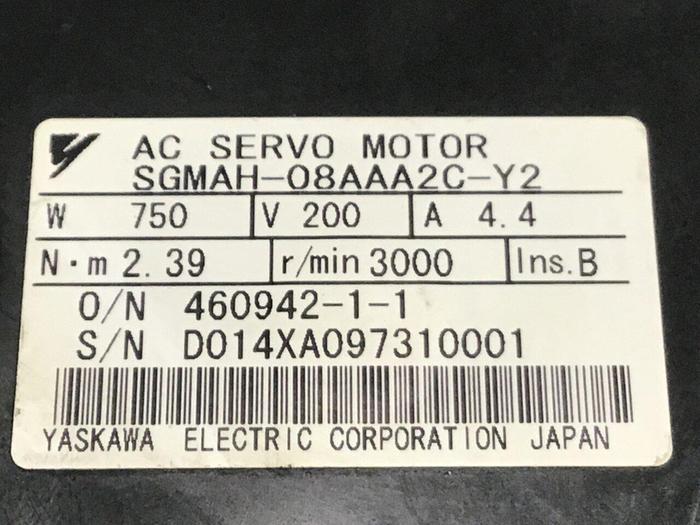 AC SERVO MOTOR
SGMAH-08AAA2C-Y2
W 750 V 200 A 4.4
N·m 2.39 r/min 3000 Ins.B
O/N 460942-1-1
S/N D014XA097310001
YASKAWA ELECTRIC CORPORATION JAPAN